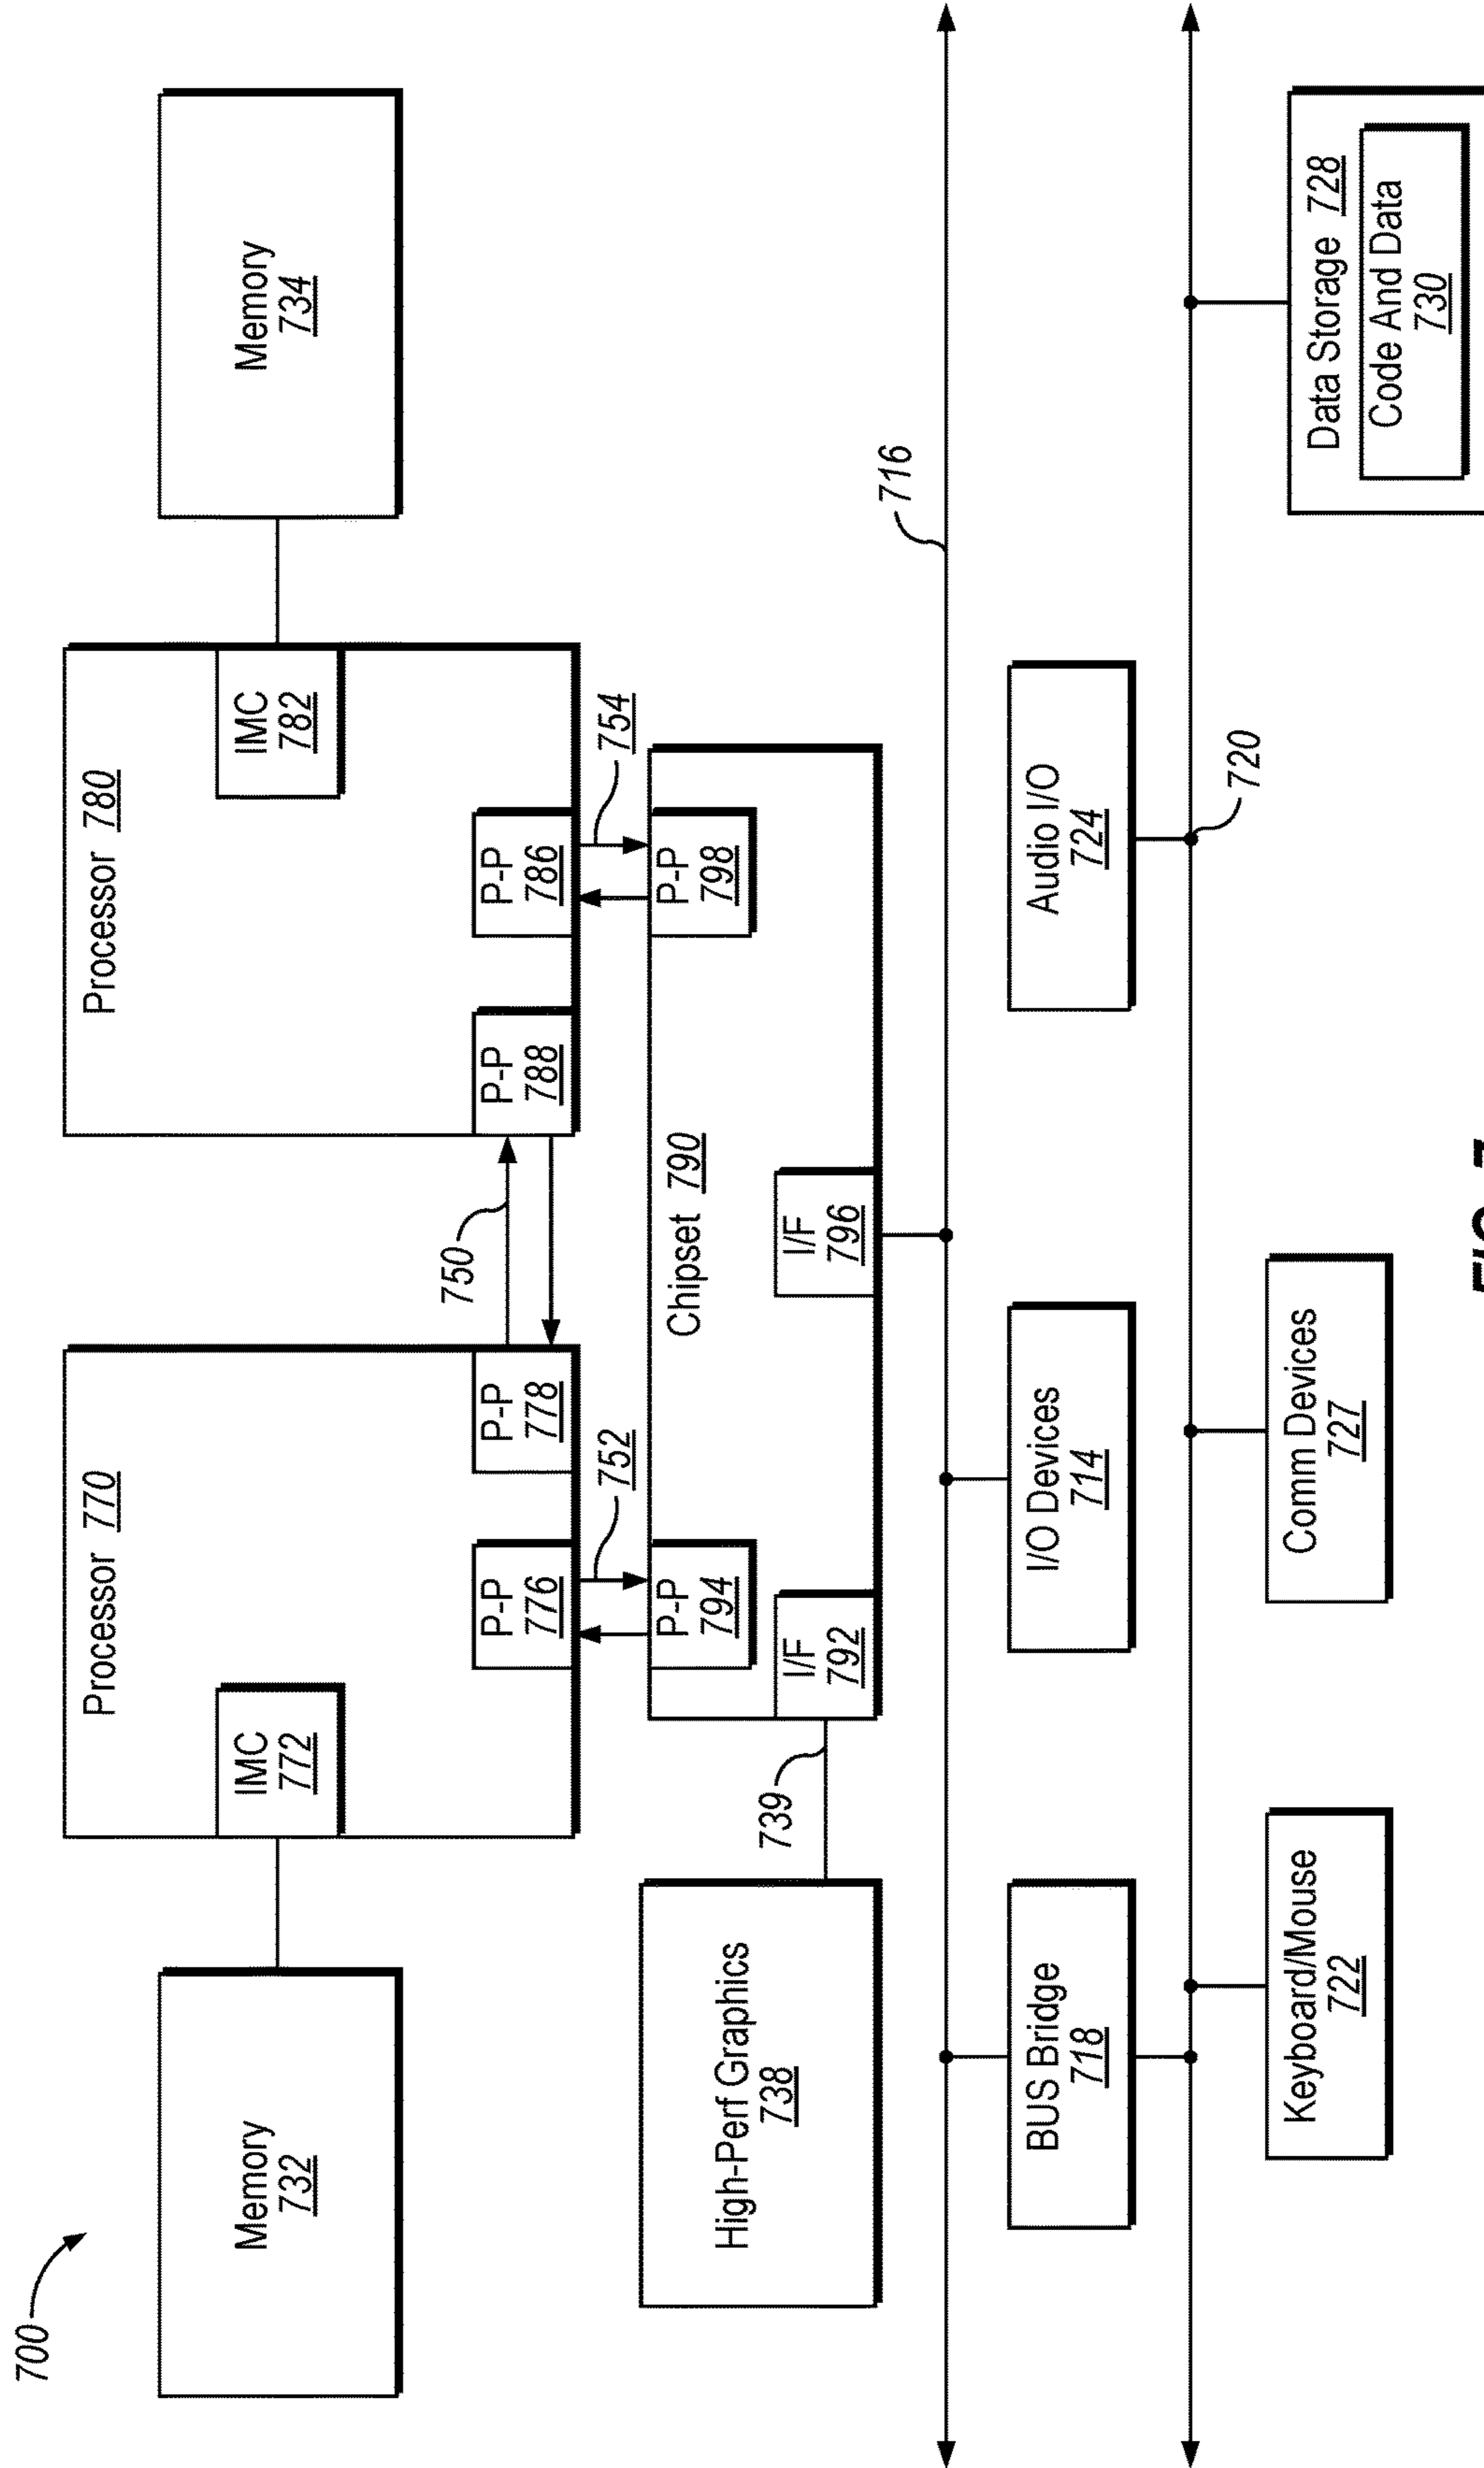 700
Memory
732
Processor 770
IMC
772
P-P
776
P-P
778
750
Processor 780
IMC
782
P-P
788
P-P
786
Memory
734
752
754
High-Perf Graphics
738
739
Chipset 790
P-P
794
P-P
798
I/F
792
I/F
796
716
BUS Bridge
718
I/O Devices
714
Audio I/O
724
720
Keyboard/Mouse
722
Comm Devices
727
Data Storage 728
Code And Data
730